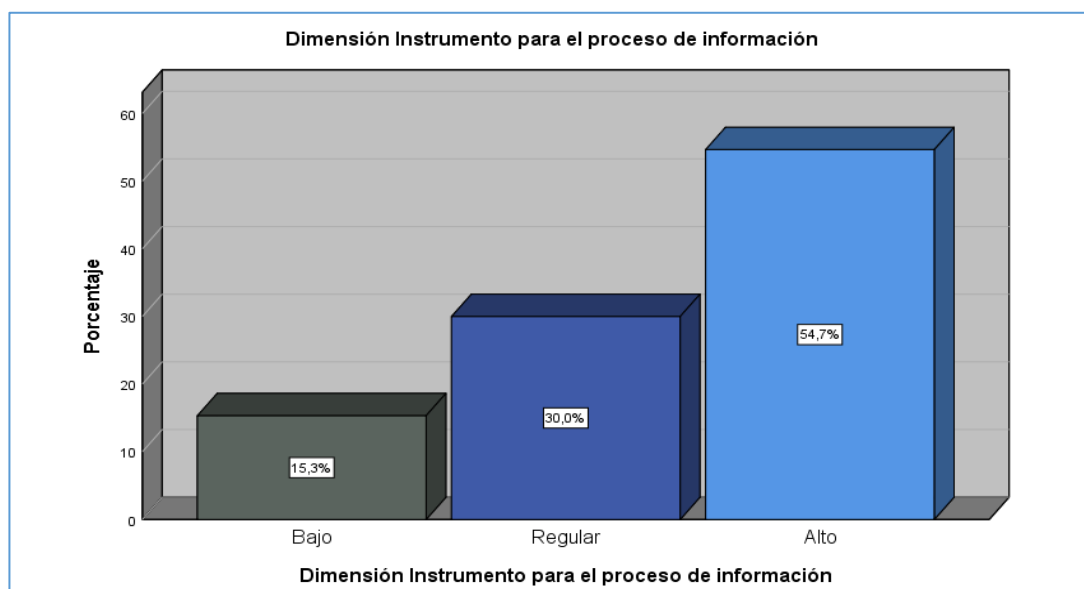 Dimensión Instrumento para el proceso de información
Porcentaje
60
50
40
30
20
10
0
54,7%
30,0%
15,3%
Bajo Regular Alto
Dimensión Instrumento para el proceso de información